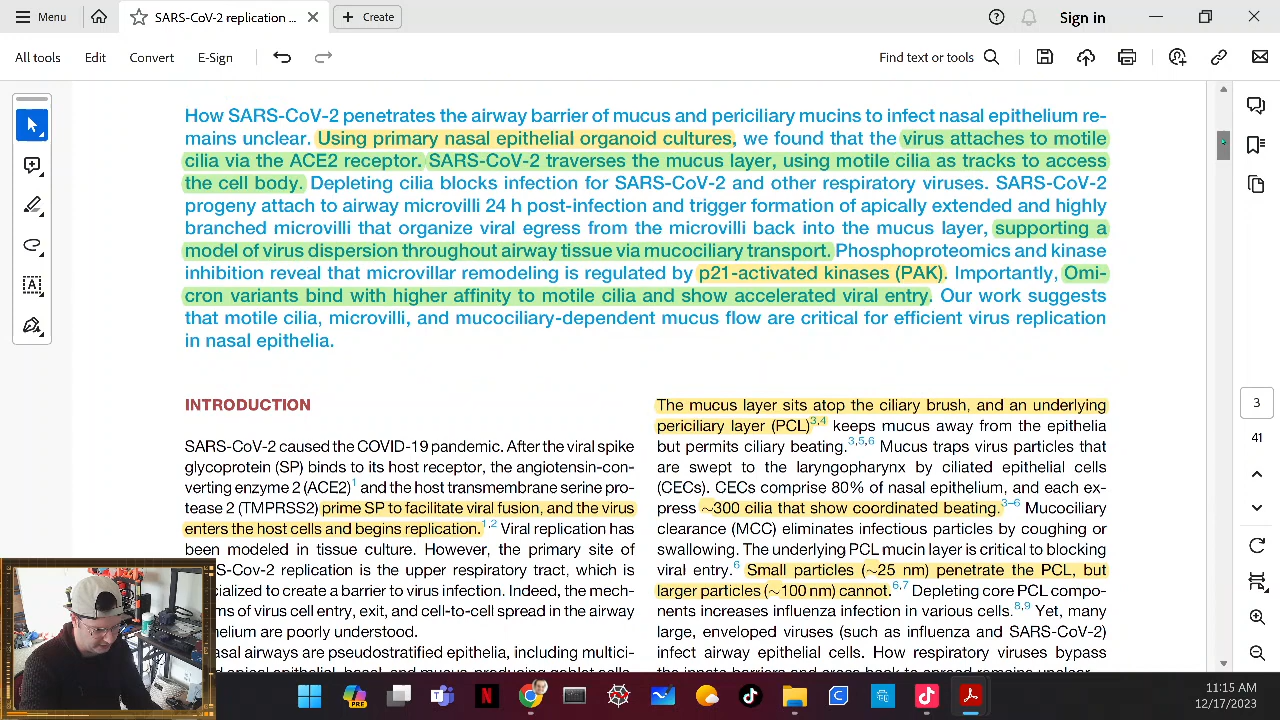 Menu
SARS-CoV-2 replication ...
Create
Sign in
All tools
Edit
Convert
E-Sign
Find text or tools
How SARS-CoV-2 penetrates the airway barrier of mucus and periciliary mucins to infect nasal epithelium re-
mains unclear. Using primary nasal epithelial organoid cultures, we found that the virus attaches to motile
cilia via the ACE2 receptor. SARS-CoV-2 traverses the mucus layer, using motile cilia as tracks to access
the cell body. Depleting cilia blocks infection for SARS-CoV-2 and other respiratory viruses. SARS-CoV-2
progeny attach to airway microvilli 24 h post-infection and trigger formation of apically extended and highly
branched microvilli that organize viral egress from the microvilli back into the mucus layer, supporting a
model of virus dispersion throughout airway tissue via mucociliary transport. Phosphoproteomics and kinase
inhibition reveal that microvillar remodeling is regulated by p21-activated kinases (PAK). Importantly, Omi-
cron variants bind with higher affinity to motile cilia and show accelerated viral entry. Our work suggests
that motile cilia, microvilli, and mucociliary-dependent mucus flow are critical for efficient virus replication
in nasal epithelia.
INTRODUCTION
SARS-CoV-2 caused the COVID-19 pandemic. After the viral spike
glycoprotein (SP) binds to its host receptor, the angiotensin-con-
verting enzyme 2 (ACE2)1 and the host transmembrane serine pro-
tease 2 (TMPRSS2) prime SP to facilitate viral fusion, and the virus
enters the host cells and begins replication.1,2 Viral replication has
been modeled in tissue culture. However, the primary site of
S-Cov-2 replication is the upper respiratory tract, which is
cialized to create a barrier to virus infection. Indeed, the mech-
ms of virus cell entry, exit, and cell-to-cell spread in the airway
helium are poorly understood.
asal airways are pseudostratified epithelia, including multici-
The mucus layer sits atop the ciliary brush, and an underlying
periciliary layer (PCL)3,4 keeps mucus away from the epithelia
but permits ciliary beating.3,5,6 Mucus traps virus particles that
are swept to the laryngopharynx by ciliated epithelial cells
(CECs). CECs comprise 80% of nasal epithelium, and each ex-
press ~300 cilia that show coordinated beating.3–6 Mucociliary
clearance (MCC) eliminates infectious particles by coughing or
swallowing. The underlying PCL mucin layer is critical to blocking
viral entry.6 Small particles (~25 nm) penetrate the PCL, but
larger particles (~100 nm) cannot.6,7 Depleting core PCL compo-
nents increases influenza infection in various cells.8,9 Yet, many
large, enveloped viruses (such as influenza and SARS-CoV-2)
infect airway epithelial cells. How respiratory viruses bypass
3
41
PRE
11:15 AM
12/17/2023